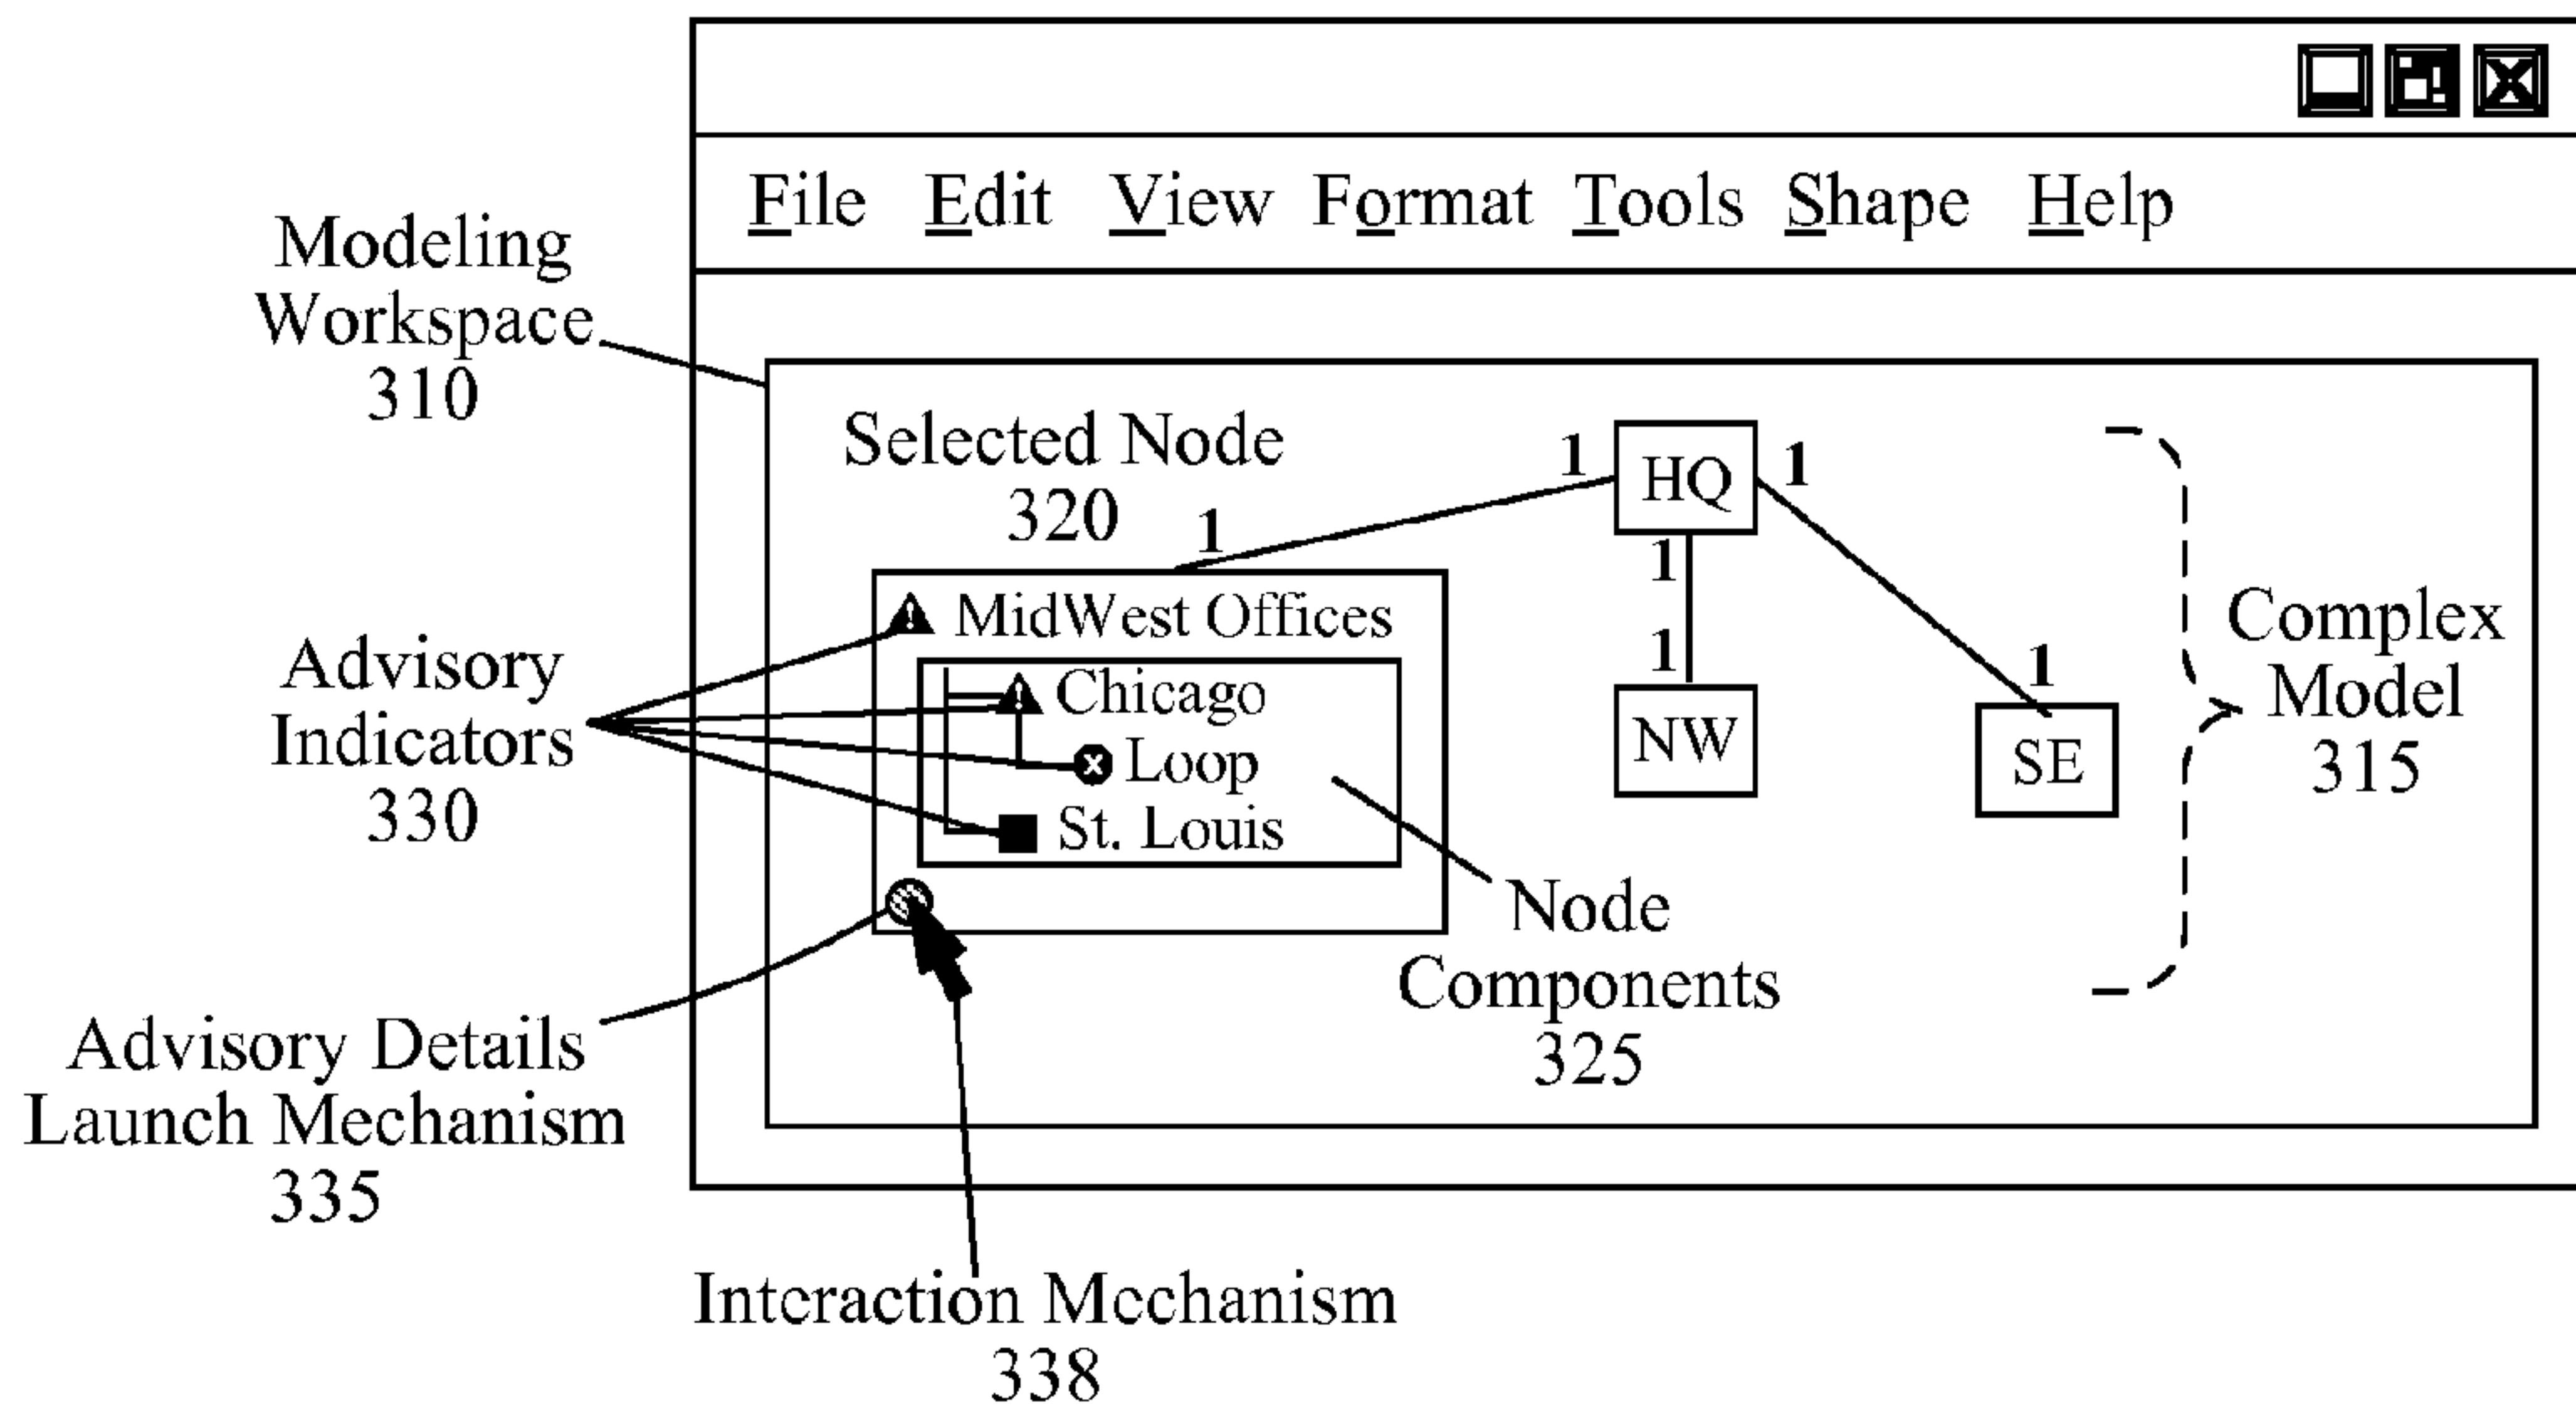 File Edit View Format Tools Shape Help
Modeling
Workspace
310
Selected Node
320
1
1
HQ
1
1
1
NW
1
SE
MidWest Offices
Chicago
Loop
St. Louis
Advisory
Indicators
330
Complex
Model
315
Node
Components
325
Advisory Details
Launch Mechanism
335
Interaction Mechanism
338